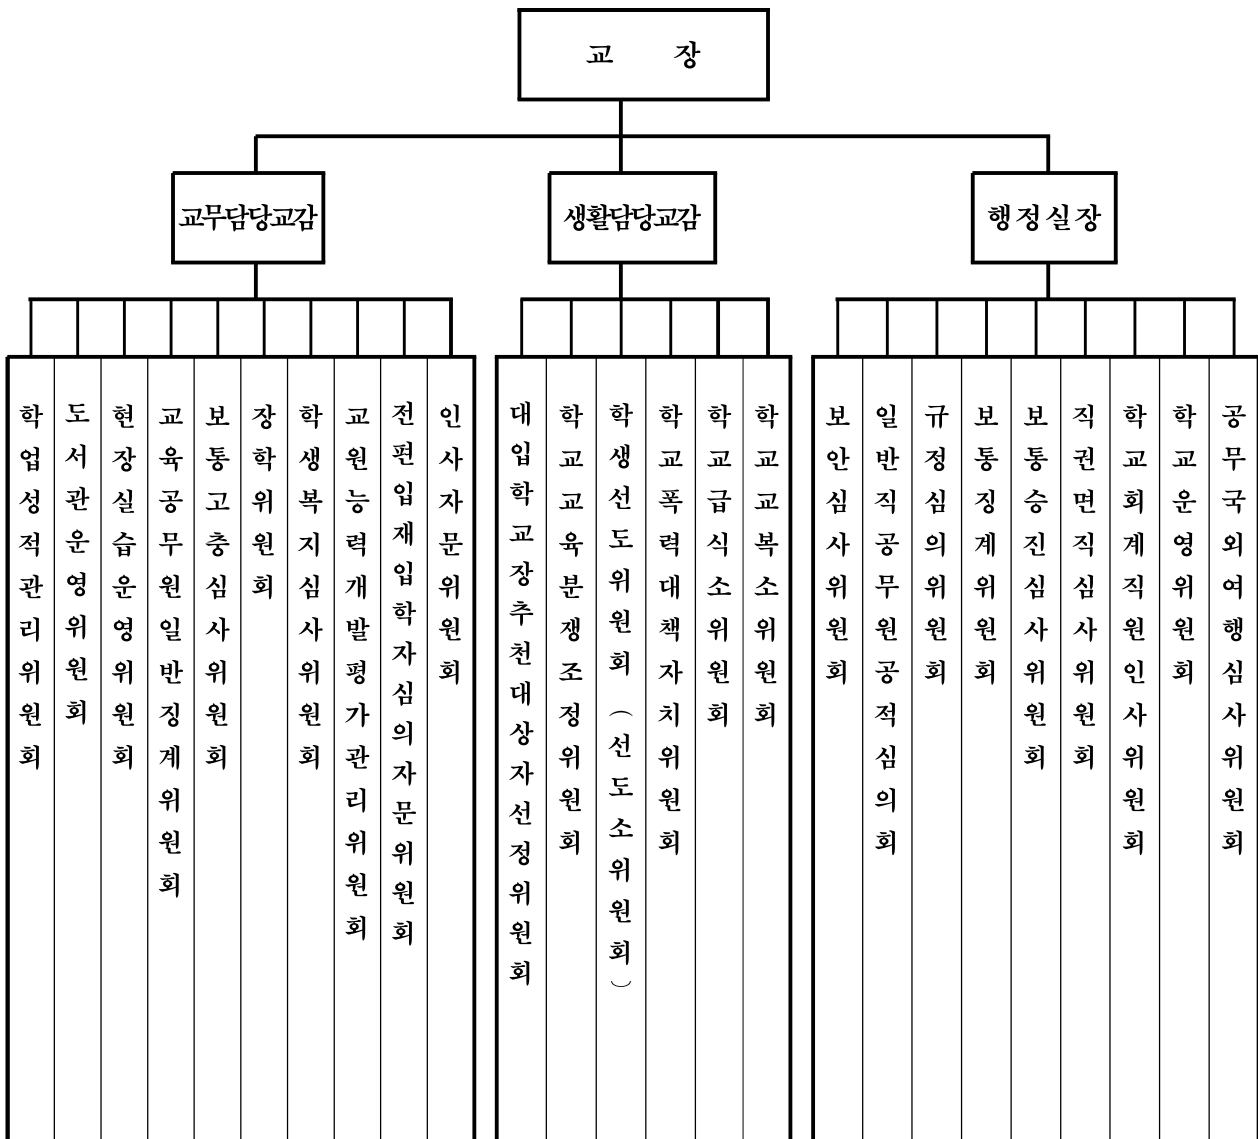 교 장
교무담당교감
생활담당교감
행정실장
학업성적관리위원회
도서관운영위원회
현장실습운영위원회
교육공무원일반징계위원회
보통고충심사위원회
장학위원회
학생복지심사위원회
교원능력개발평가관리위원회
전편입재입학자심의자문위원회
인사자문위원회
대입학교장추천대상자선정위원회
학교교육분쟁조정위원회
학생선도위원회(선도소위원회)
학교폭력대책자치위원회
학교급식소위원회
학교교복소위원회
보안심사위원회
일반직공무원공적심의회
규정심의위원회
보통징계위원회
보통승진심사위원회
직권면직심사위원회
학교회계직원인사위원회
학교운영위원회
공무국외여행심사위원회